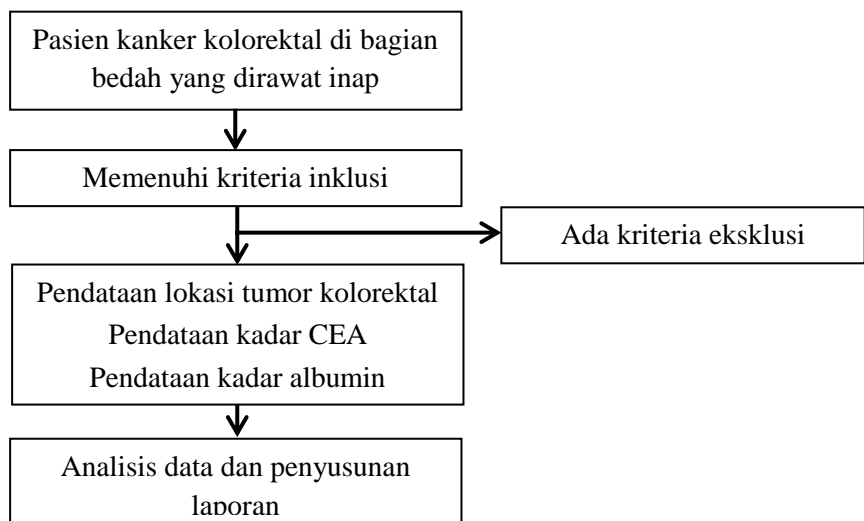 Pasien kanker kolorektal di bagian
bedah yang dirawat inap
Memenuhi kriteria inklusi
Ada kriteria eksklusi
Pendataan lokasi tumor kolorektal
Pendataan kadar CEA
Pendataan kadar albumin
Analisis data dan penyusunan
laporan